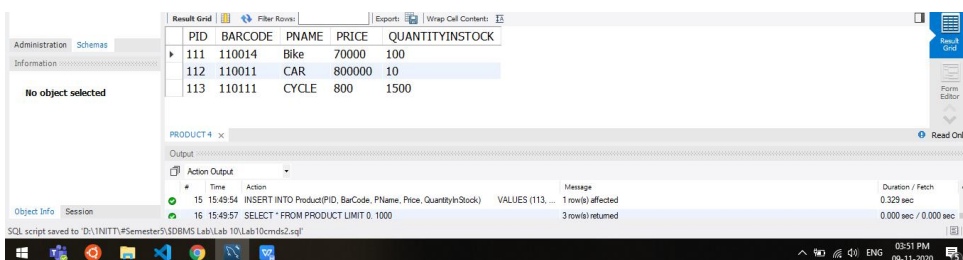 Result Grid Filter Rows: Export: Wrap Cell Content:
PID BARCODE PNAME PRICE QUANTITYINSTOCK
111 110014 Bike 70000 100
112 110011 CAR 800000 10
113 110111 CYCLE 800 1500
Result Grid
Form Editor
Administration Schemas
Information
No object selected
PRODUCT 4
Read Onl
Output
Action Output
# Time Action Message Duration / Fetch
15 15:49:54 INSERT INTO Product(PID, BarCode, PName, Price, QuantityInStock) VALUES (113, ... 1 row(s) affected 0.329 sec
16 15:49:57 SELECT * FROM PRODUCT LIMIT 0, 1000 3 row(s) returned 0.000 sec / 0.000 sec
Object Info Session
SQL script saved to 'D:\1NITT\#Semester5\$DBMS Lab\Lab 10\Lab10cmds2.sql'
ENG 03:51 PM
09-11-2020